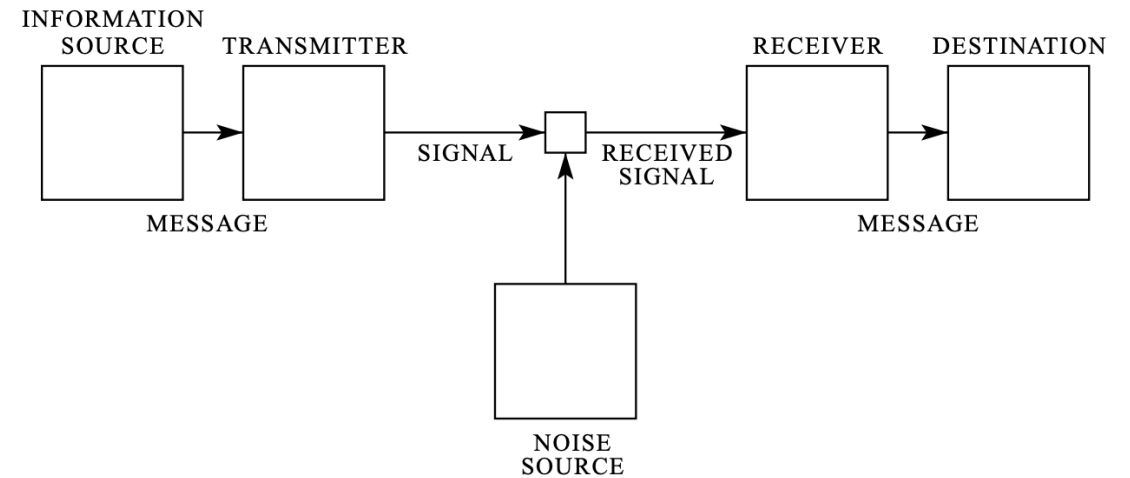 INFORMATION
SOURCE
TRANSMITTER
RECEIVER
DESTINATION
SIGNAL
RECEIVED
SIGNAL
MESSAGE
MESSAGE
NOISE
SOURCE